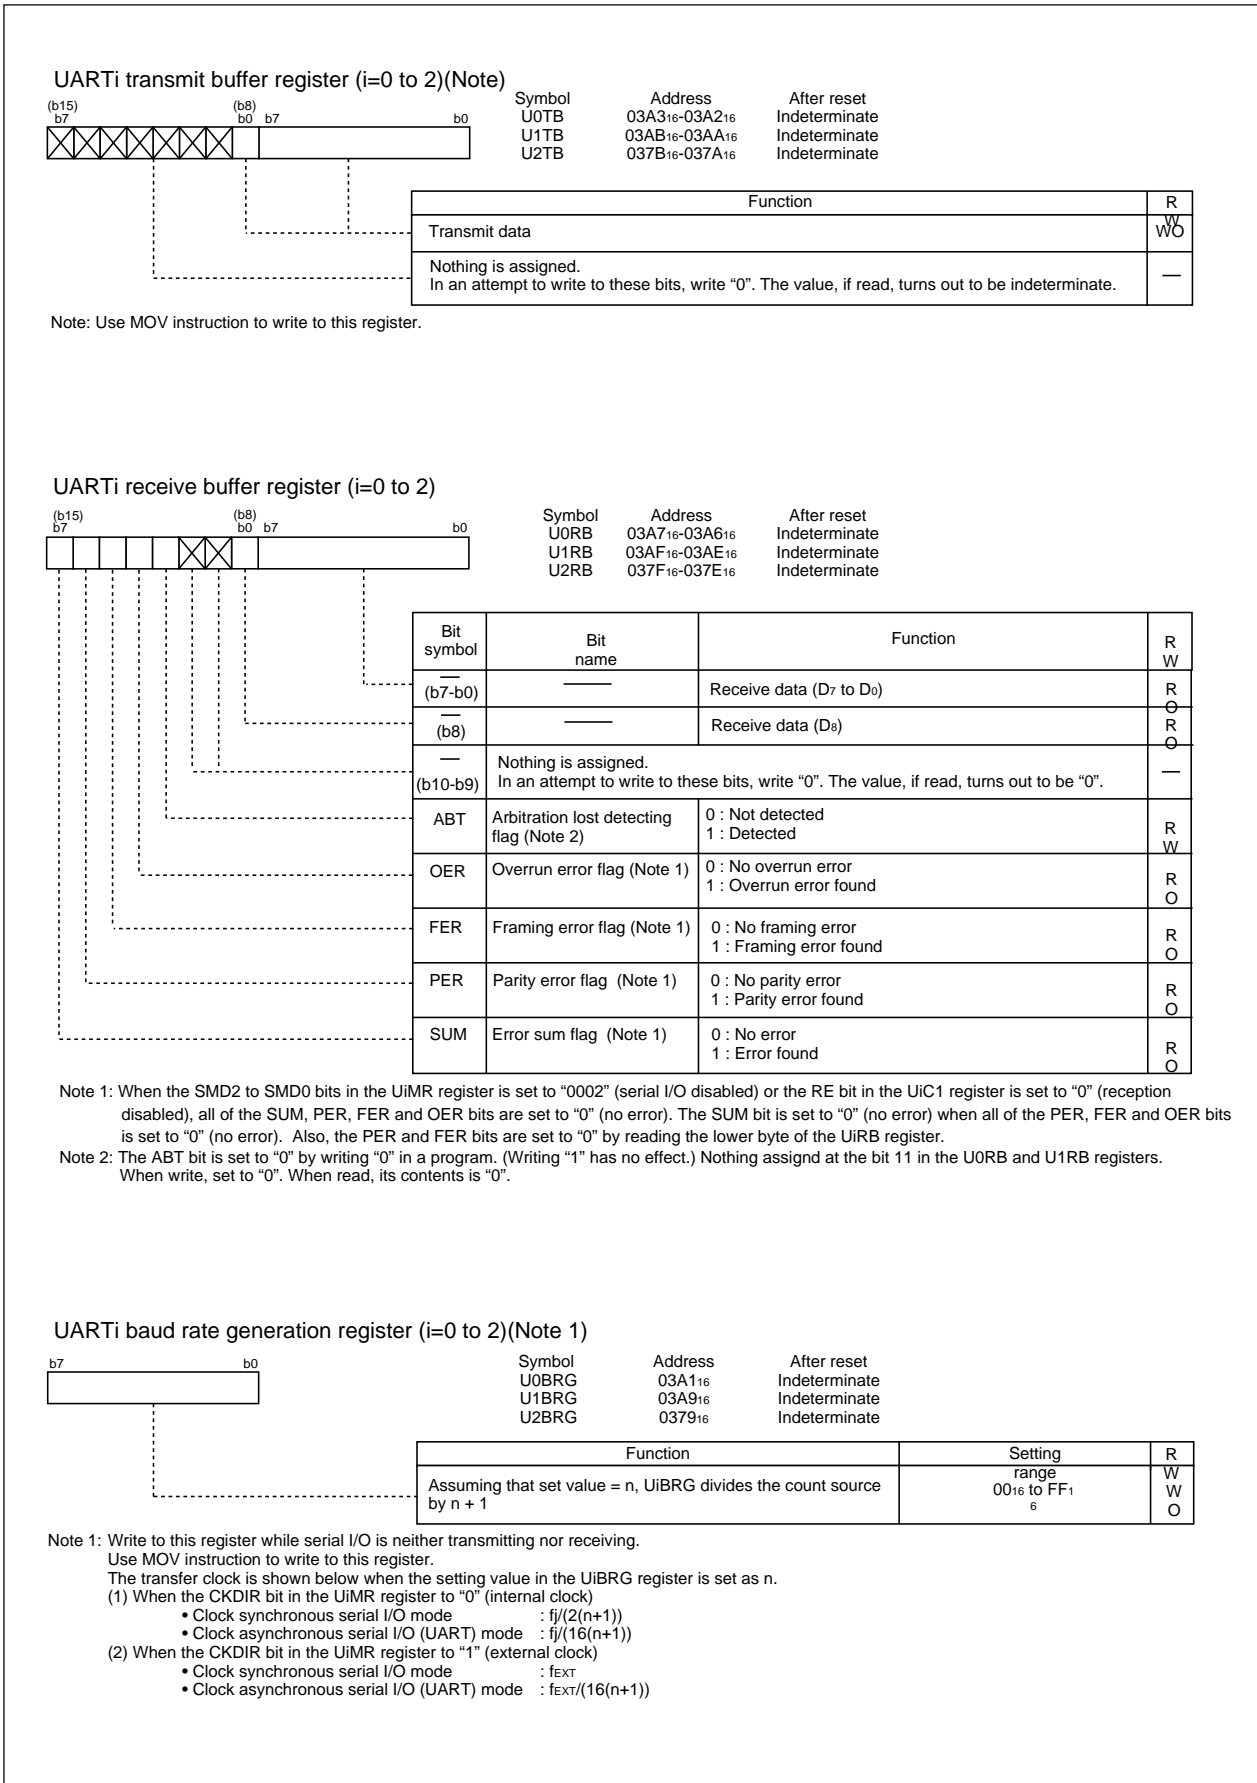 UARTi transmit buffer register (i=0 to 2)(Note)
(b15) (b8)
b7 b0 b7 b0
Symbol Address After reset
U0TB 03A316-03A216 Indeterminate
U1TB 03AB16-03AA16 Indeterminate
U2TB 037B16-037A16 Indeterminate
Function R W
Transmit data WO
Nothing is assigned.
In an attempt to write to these bits, write “0”. The value, if read, turns out to be indeterminate. —
Note: Use MOV instruction to write to this register.
UARTi receive buffer register (i=0 to 2)
(b15) (b8)
b7 b0 b7 b0
Symbol Address After reset
U0RB 03A716-03A616 Indeterminate
U1RB 03AF16-03AE16 Indeterminate
U2RB 037F16-037E16 Indeterminate
Bit symbol Bit name Function R W
— (b7-b0) — Receive data (D7 to D0) R O
— (b8) — Receive data (D8) R O
— (b10-b9) Nothing is assigned.
In an attempt to write to these bits, write “0”. The value, if read, turns out to be “0”. —
ABT Arbitration lost detecting flag (Note 2) 0 : Not detected
1 : Detected R W
OER Overrun error flag (Note 1) 0 : No overrun error
1 : Overrun error found R O
FER Framing error flag (Note 1) 0 : No framing error
1 : Framing error found R O
PER Parity error flag (Note 1) 0 : No parity error
1 : Parity error found R O
SUM Error sum flag (Note 1) 0 : No error
1 : Error found R O
Note 1: When the SMD2 to SMD0 bits in the UiMR register is set to “0002” (serial I/O disabled) or the RE bit in the UiC1 register is set to “0” (reception
disabled), all of the SUM, PER, FER and OER bits are set to “0” (no error). The SUM bit is set to “0” (no error) when all of the PER, FER and OER bits
is set to “0” (no error). Also, the PER and FER bits are set to “0” by reading the lower byte of the UiRB register.
Note 2: The ABT bit is set to “0” by writing “0” in a program. (Writing “1” has no effect.) Nothing assignd at the bit 11 in the U0RB and U1RB registers.
When write, set to “0”. When read, its contents is “0”.
UARTi baud rate generation register (i=0 to 2)(Note 1)
b7 b0
Symbol Address After reset
U0BRG 03A116 Indeterminate
U1BRG 03A916 Indeterminate
U2BRG 037916 Indeterminate
Function Setting range R W
Assuming that set value = n, UiBRG divides the count source
by n + 1 0016 to FF16 W O
Note 1: Write to this register while serial I/O is neither transmitting nor receiving.
Use MOV instruction to write to this register.
The transfer clock is shown below when the setting value in the UiBRG register is set as n.
(1) When the CKDIR bit in the UiMR register to “0” (internal clock)
• Clock synchronous serial I/O mode : fj/(2(n+1))
• Clock asynchronous serial I/O (UART) mode : fj/(16(n+1))
(2) When the CKDIR bit in the UiMR register to “1” (external clock)
• Clock synchronous serial I/O mode : fEXT
• Clock asynchronous serial I/O (UART) mode : fEXT/(16(n+1))